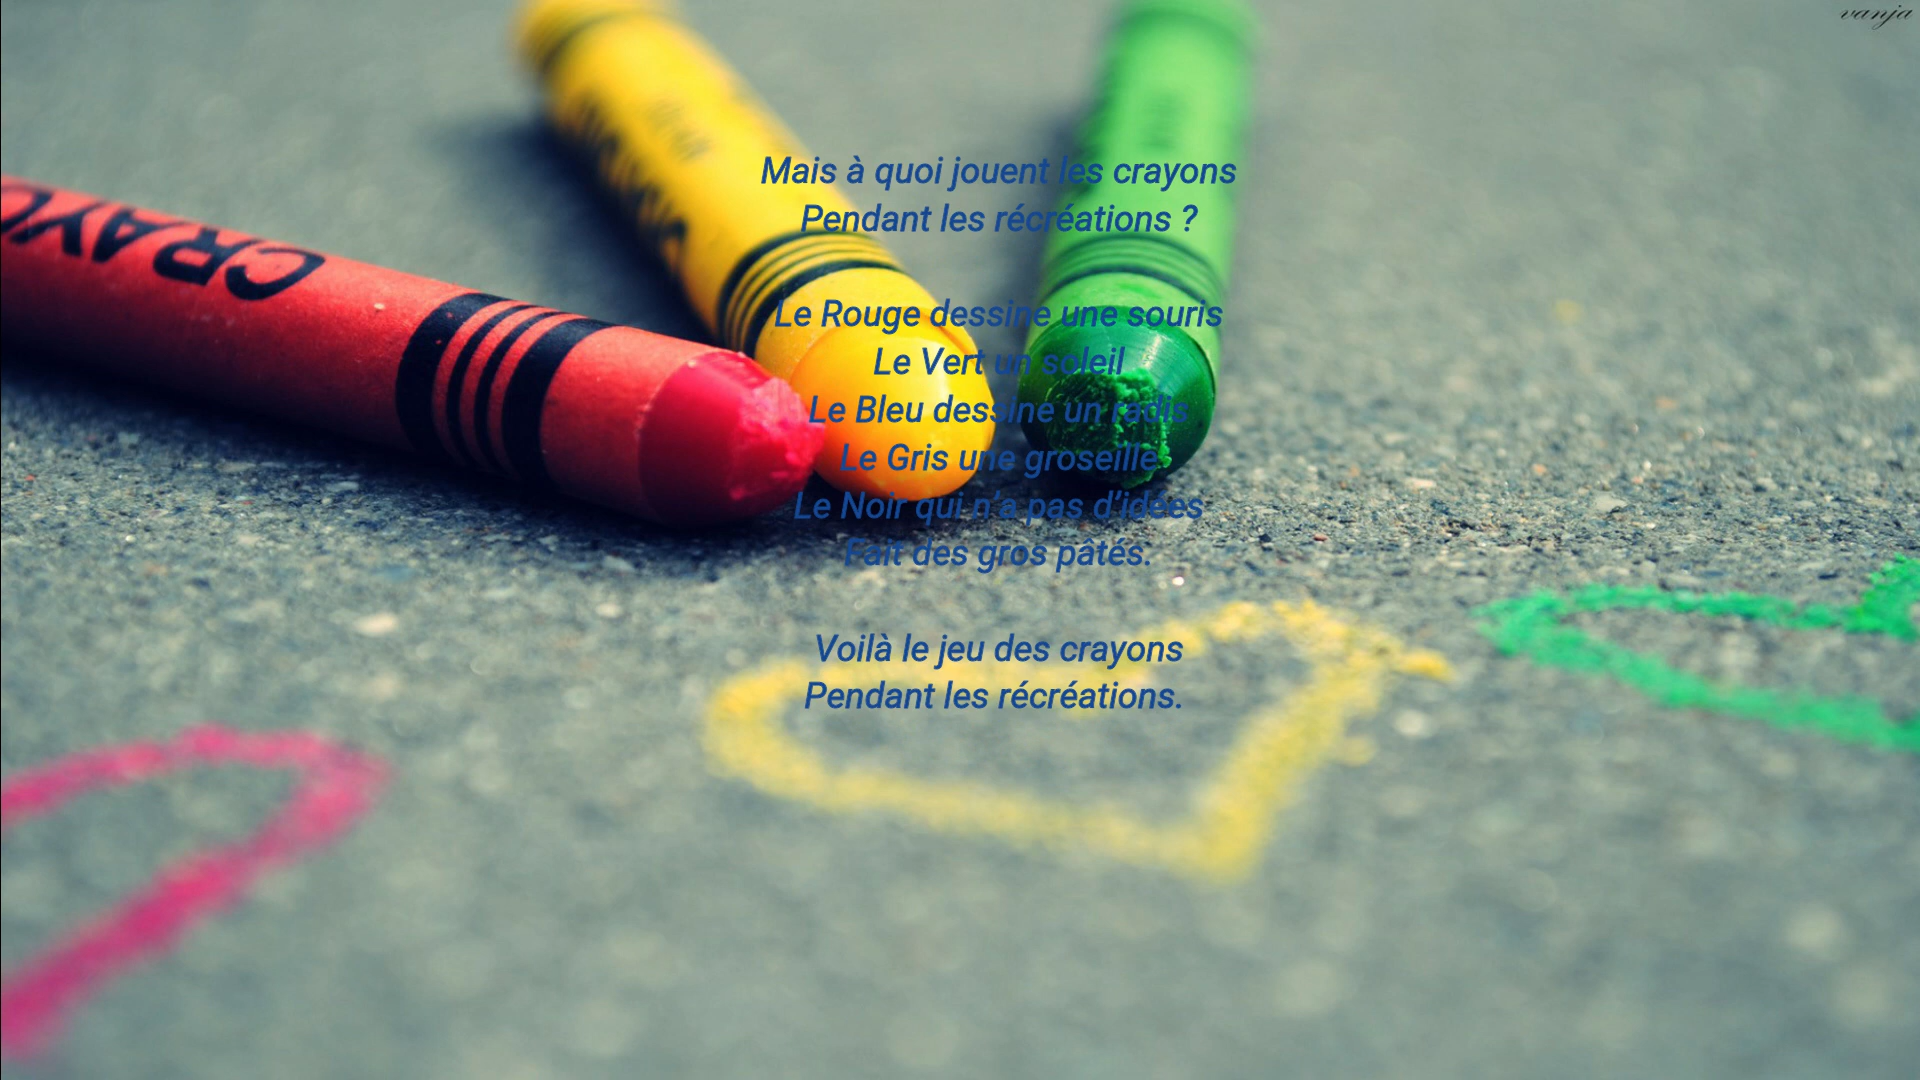 vanja
Mais à quoi jouent les crayons
Pendant les récréations ?
Le Rouge dessine une souris
Le Vert un soleil
Le Bleu dessine un radis
Le Gris une groseille
Le Noir qui n'a pas d'idées
Fait des gros pâtés.
Voilà le jeu des crayons
Pendant les récréations.
CRAYO